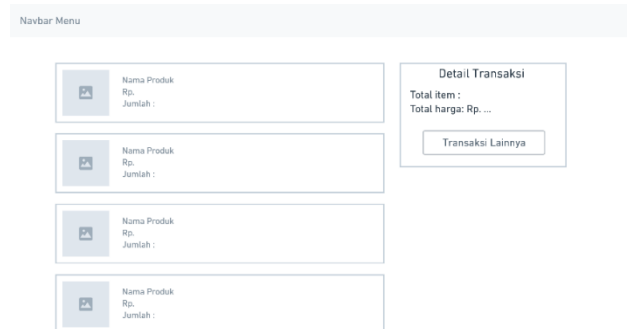 Navbar Menu
Nama Produk
Rp.
Jumlah :
Nama Produk
Rp.
Jumlah :
Nama Produk
Rp.
Jumlah :
Nama Produk
Rp.
Jumlah :
Detail Transaksi
Total item :
Total harga: Rp. ...
Transaksi Lainnya